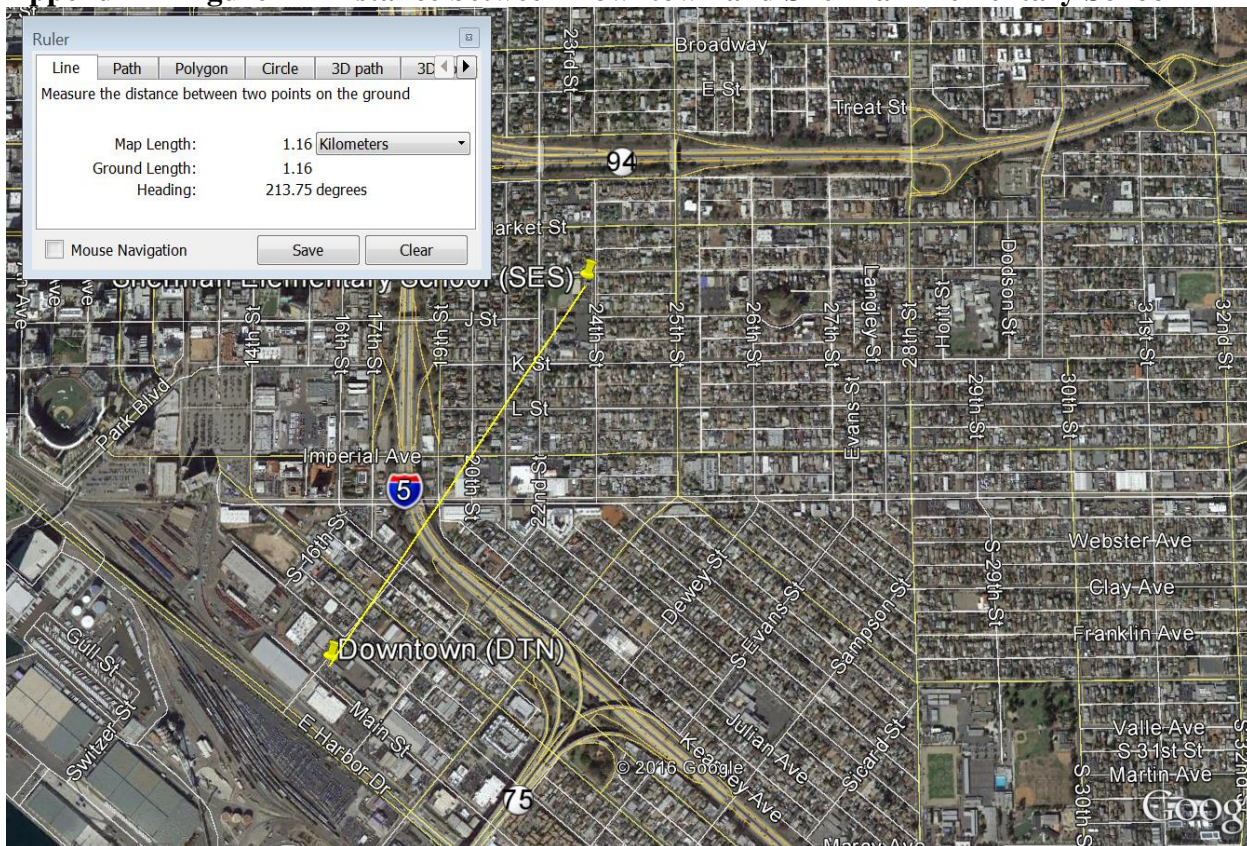 Ruler
Line Path Polygon Circle 3D path
Measure the distance between two points on the ground
Map Length: 1.16 Kilometers
Ground Length: 1.16
Heading: 213.75 degrees
Mouse Navigation
Save
Clear
23rd St
Broadway
E St
Treat St
94
Sherman Elementary School (SES)
14th St
16th St
17th St
19th St
J St
24th St
25th St
26th St
27th St
Langley St
28th St
Dodson St
31st St
32nd St
K St
L St
Park Blvd
Evans St
29th St
30th St
Imperial Ave
5
20th St
22nd St
S 16th St
Webster Ave
S 29th St
Clay Ave
Franklin Ave
Dewey St
S Evans St
Sampson St
Downtown (DTN)
Gull St
Switzer St
Main St
E Harbor Dr
Kearney Ave
Julian Ave
Sicard St
Valle Ave
S 31st St
Martin Ave
S 30th St
© 2016 Google
75